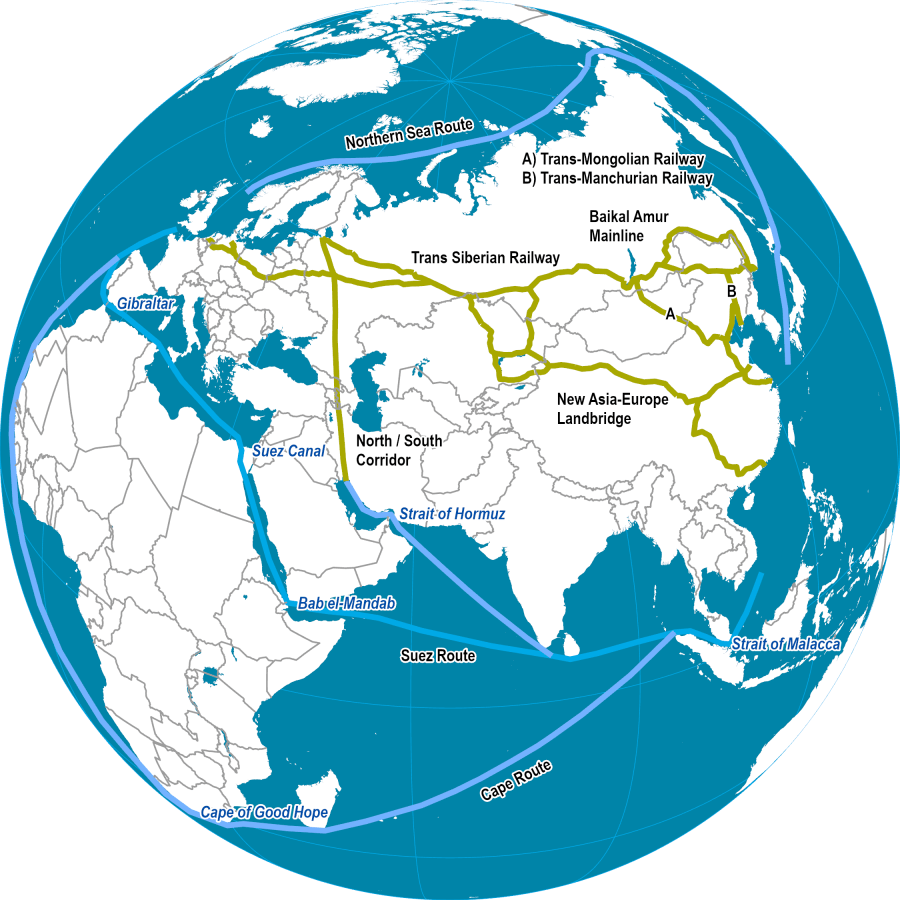 Northern Sea Route
A) Trans-Mongolian Railway
B) Trans-Manchurian Railway
Baikal Amur
Mainline
Trans Siberian Railway
B
A
Gibraltar
New Asia-Europe
Landbridge
North / South
Corridor
Suez Canal
Strait of Hormuz
Bab el-Mandab
Strait of Malacca
Suez Route
Cape Route
Cape of Good Hope